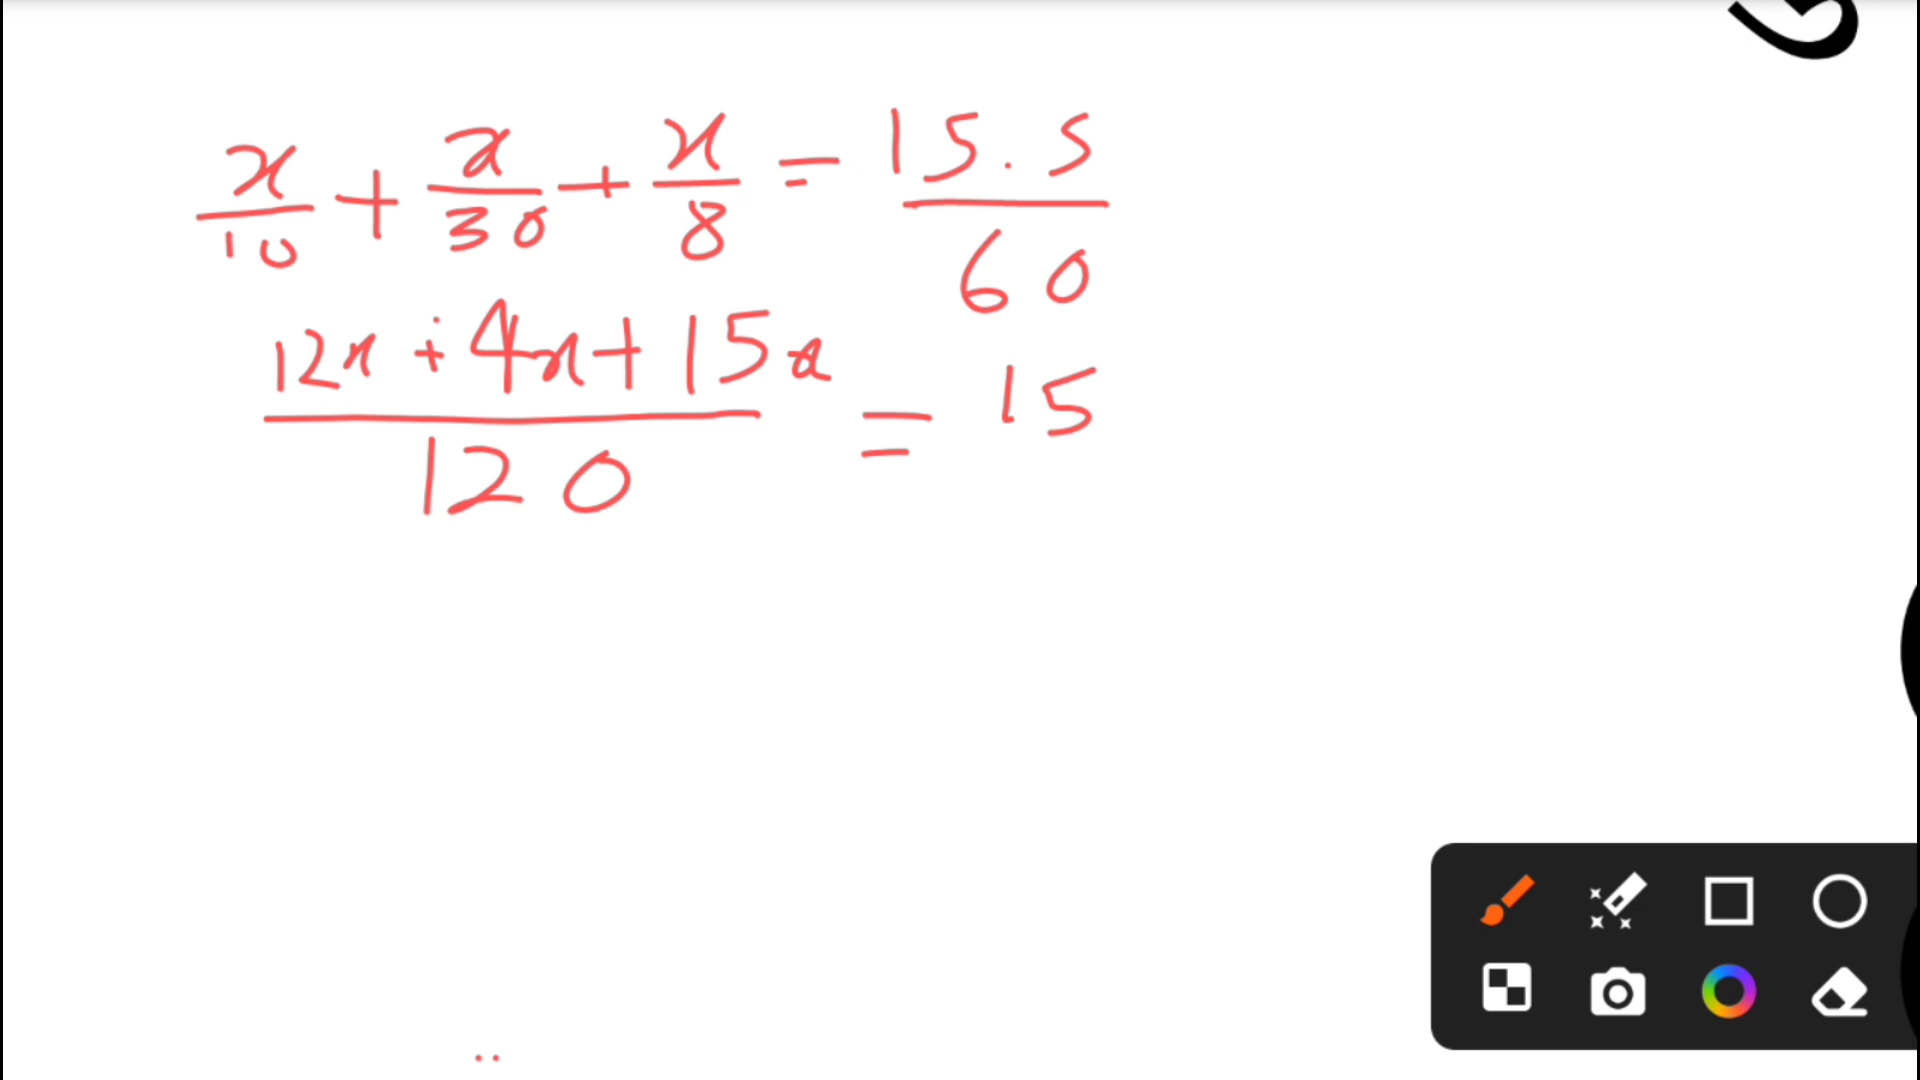 x/10 + x/30 + x/8 = 15.5/60
12x + 4x + 15x / 120 = 15